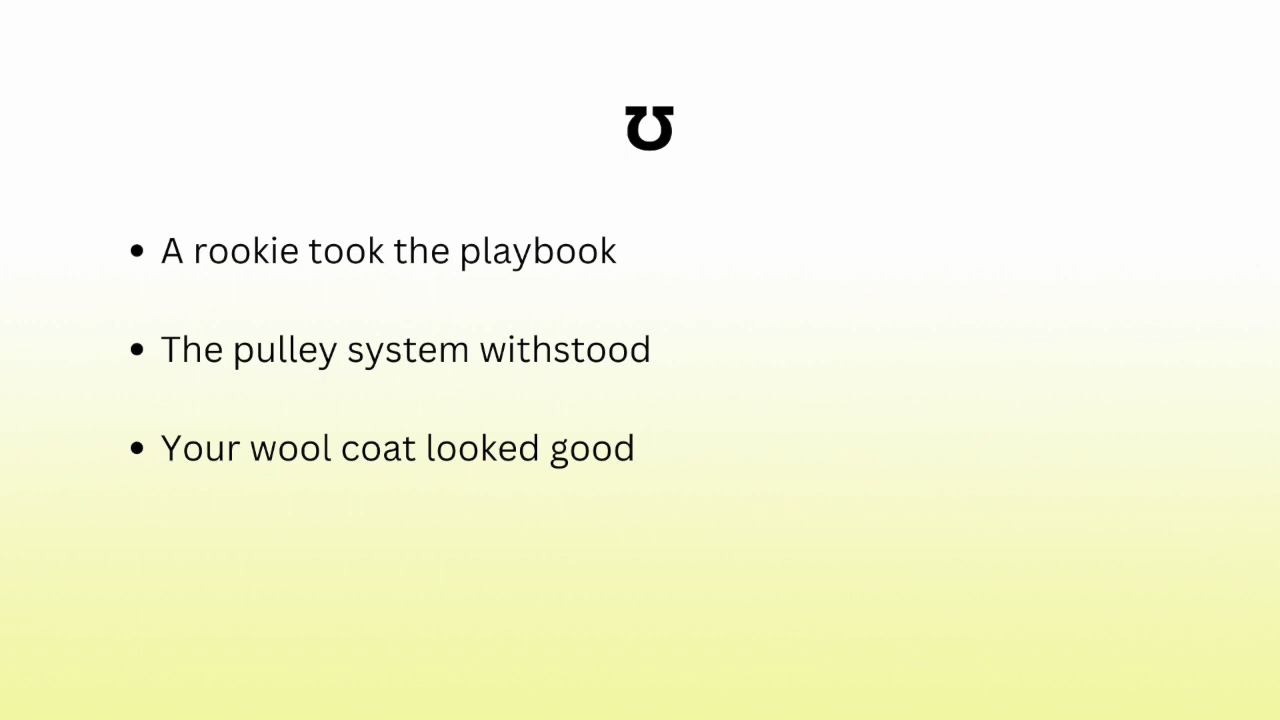 ʊ
• A rookie took the playbook
• The pulley system withstood
• Your wool coat looked good